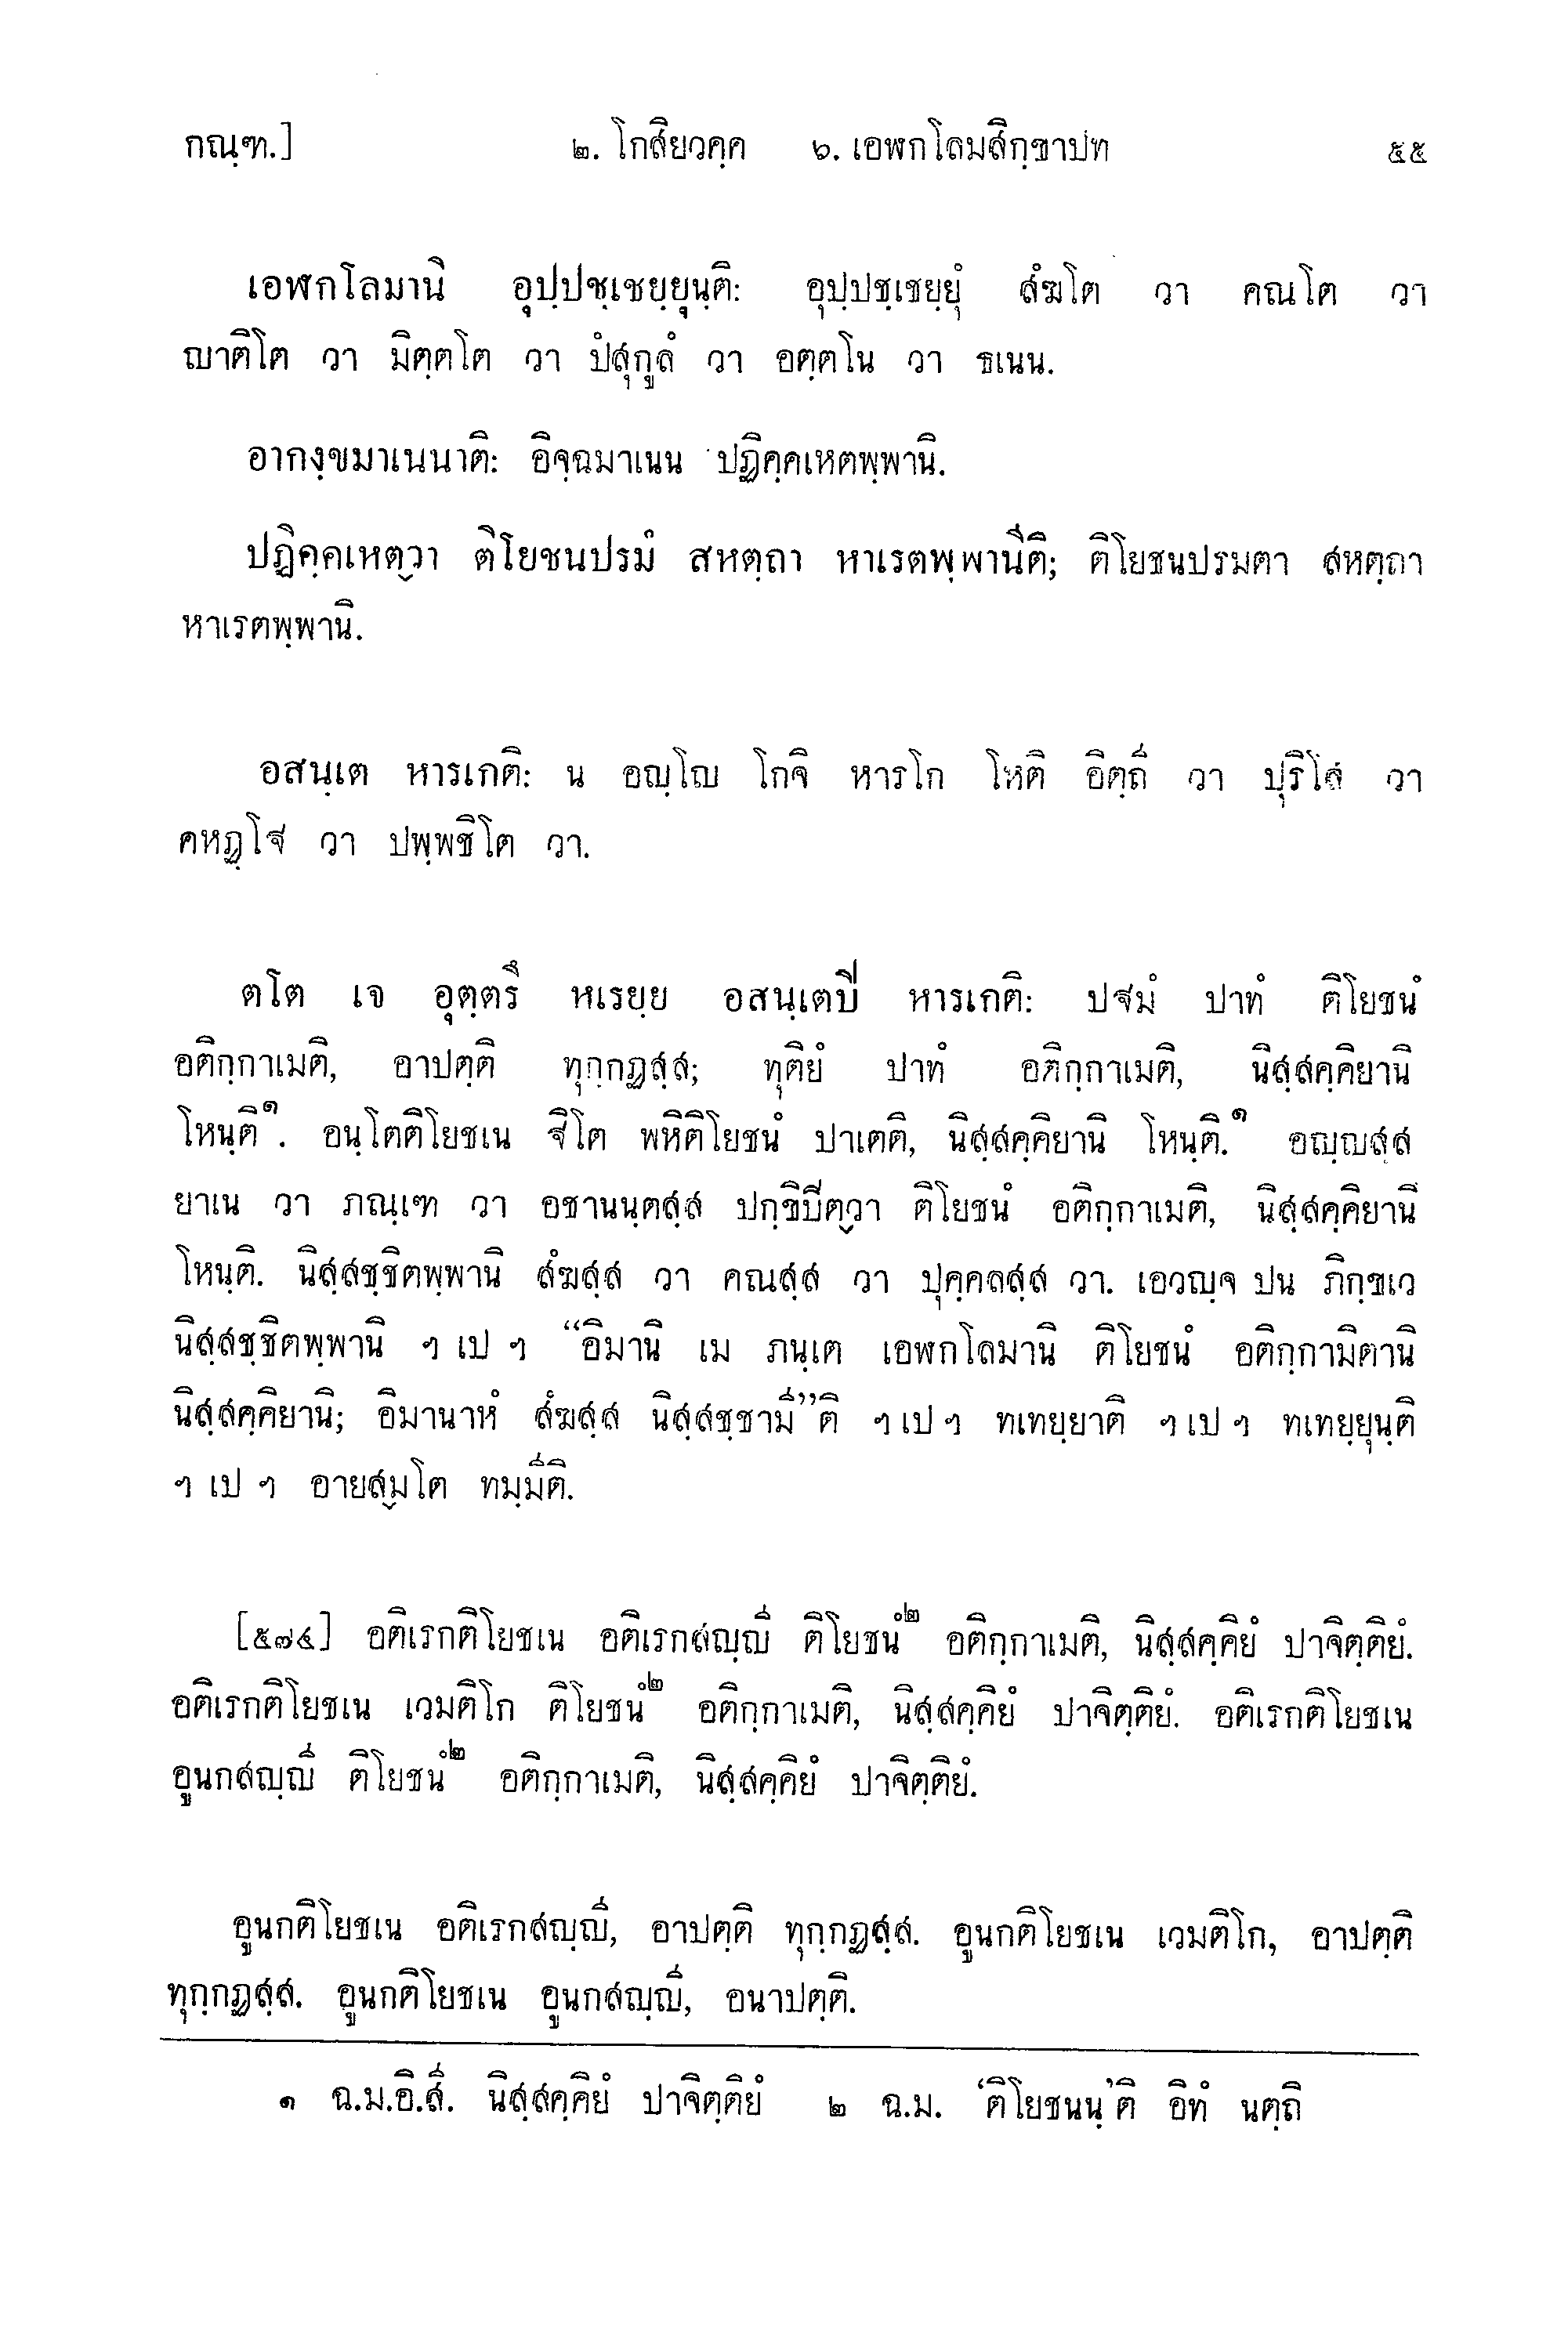 กณฺฑ.] ๒. โกสิยวคฺค ๖. เอฬกโลมสิกฺขาปท ๕๕
เอฬกโลมานิ อุปฺปชฺเชยฺยุนฺติ: อุปฺปชฺเชยฺยุํ สํฆโต วา คณโต วา
ญาติโต วา มิตฺตโต วา ปํสุกูลํ วา อตฺตโน วา ธเนน.
อากงฺขมาเนนาติ: อิจฺฉมาเนน ปฏิคฺคเหตพฺพานิ.
ปฏิคฺคเหตฺวา ติโยชนปรมํ สหตฺถา หาเรตพฺพานีติ; ติโยชนปรมตา สหตฺถา
หาเรตพฺพานิ.
อสนฺเต หารเกติ: น อญฺโญ โกจิ หารโก โหติ อิตฺถี วา ปุริโส วา
คหฏฺโฐ วา ปพฺพชิโต วา.
ตโต เจ อุตฺตรึ หเรยฺย อสนฺเตปี หารเกติ: ปฐมํ ปาทํ ติโยชนํ
อติกฺกาเมติ, อาปตฺติ ทุกฺกฏสฺส; ทุติยํ ปาทํ อติกฺกาเมติ, นิสฺสคฺคิยานิ
โหนฺติ๑. อนฺโตติโยชเน ฐิโต พหิติโยชนํ ปาเตติ, นิสฺสคฺคิยานิ โหนฺติ.๑ อญฺญสฺส
ยาเน วา ภณฺเฑ วา อชานนฺตสฺส ปกฺขิปีตฺวา ติโยชนํ อติกฺกาเมติ, นิสฺสคฺคิยานิ
โหนฺติ. นิสฺสชฺชิตพฺพานิ สํฆสฺส วา คณสฺส วา ปุคฺคลสฺส วา. เอวญฺจ ปน ภิกฺขเว
นิสฺสชฺชิตพฺพานิ ฯ เป ฯ “อิมานิ เม ภนฺเต เอฬกโลมานิ ติโยชนํ อติกฺกามิตานิ
นิสฺสคฺคิยานิ; อิมานาหํ สํฆสฺส นิสฺสชฺชามี”ติ ฯ เป ฯ ทเทยฺยาติ ฯ เป ฯ ทเทยฺยุนฺติ
ฯ เป ฯ อายสฺมโต ทมฺมีติ.
[๕๗๔] อติเรกติโยชเน อติเรกสญฺญี ติโยชนํ๒ อติกฺกาเมติ, นิสฺสคฺคิยํ ปาจิตฺติยํ.
อติเรกติโยชเน เวมติโก ติโยชนํ๒ อติกฺกาเมติ, นิสฺสคฺคิยํ ปาจิตฺติยํ. อติเรกติโยชเน
อูนกสญฺญี ติโยชนํ๒ อติกฺกาเมติ, นิสฺสคฺคิยํ ปาจิตฺติยํ.
อูนกติโยชเน อติเรกสญฺญี, อาปตฺติ ทุกฺกฏสฺส. อูนกติโยชเน เวมติโก, อาปตฺติ
ทุกฺกฏสฺส. อูนกติโยชเน อูนกสญฺญี, อนาปตฺติ.
๑ ฉ.ม.อิ.สี. นิสฺสคฺคิยํ ปาจิตฺติยํ ๒ ฉ.ม. ‘ติโยชนนฺ’ติ อิทํ นตฺถิ